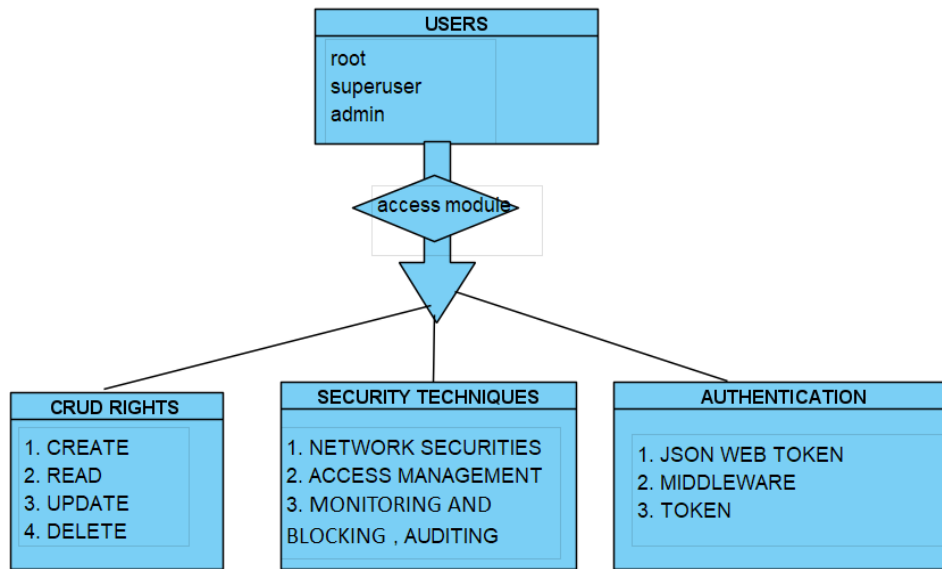 USERS
root
superuser
admin
access module
CRUD RIGHTS
1. CREATE
2. READ
3. UPDATE
4. DELETE
SECURITY TECHNIQUES
1. NETWORK SECURITIES
2. ACCESS MANAGEMENT
3. MONITORING AND
BLOCKING , AUDITING
AUTHENTICATION
1. JSON WEB TOKEN
2. MIDDLEWARE
3. TOKEN